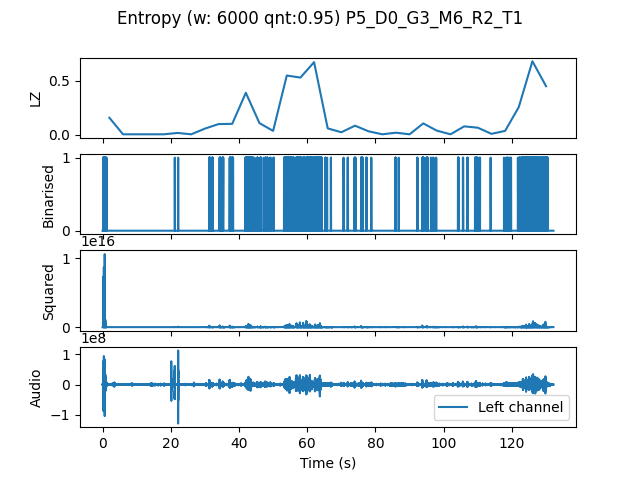 Entropy (w: 6000 qnt:0.95) P5_D0_G3_M6_R2_T1
LZ
0.5
0.0
Binarised
1
0
1e16
Squared
1
0
1e8
Audio
1
0
−1
Left channel
0 20 40 60 80 100 120
Time (s)